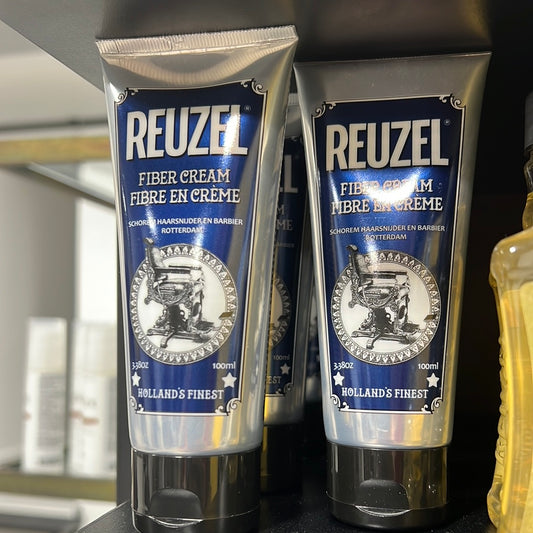 REUZEL®
FIBER CREAM
FIBRE EN CRÈME
SCHOREM HAARSNIJDER EN BARBIER
ROTTERDAM
3.38oz 100ml
HOLLAND'S FINEST
REUZEL®
FIBER CREAM
FIBRE EN CRÈME
SCHOREM HAARSNIJDER EN BARBIER
ROTTERDAM
3.38oz 100ml
HOLLAND'S FINEST